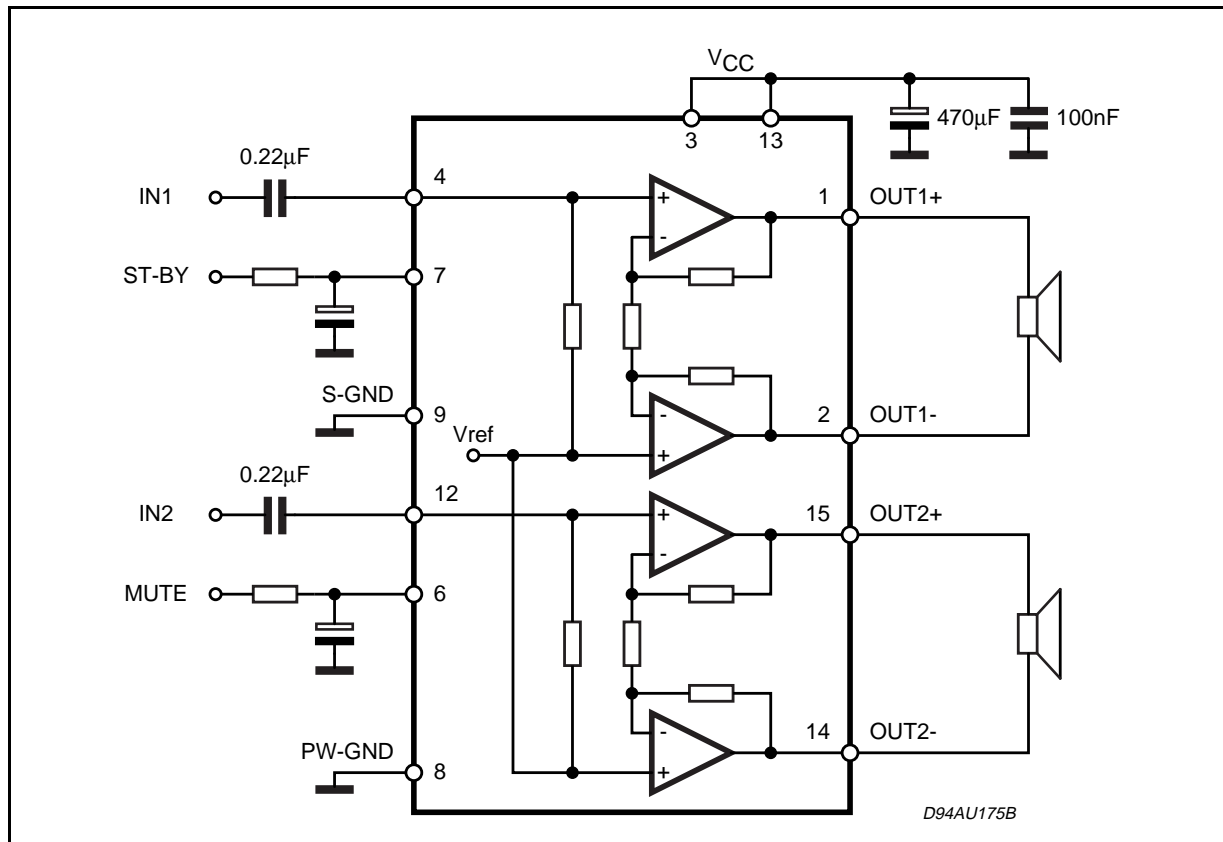 VCC
470μF
100nF
3
13
0.22μF
IN1
4
+
-
1
OUT1+
ST-BY
7
S-GND
9
Vref
-
+
2
OUT1-
0.22μF
IN2
12
+
-
15
OUT2+
MUTE
6
-
+
14
OUT2-
PW-GND
8
D94AU175B